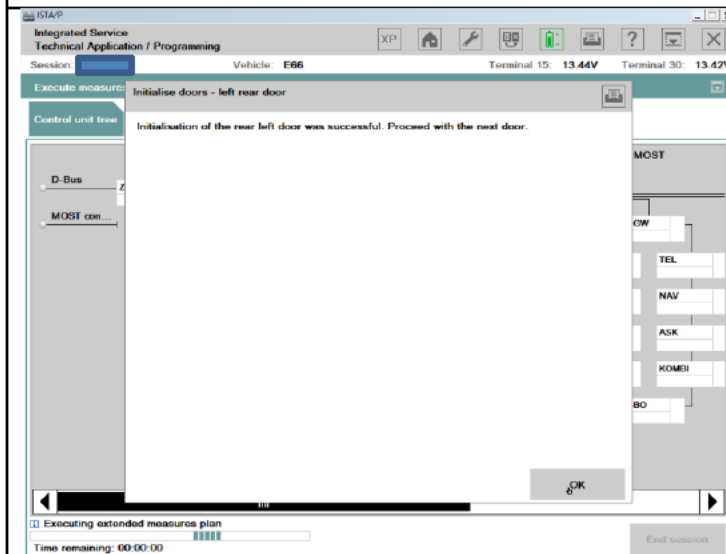 ISTA/P
Integrated Service
Technical Application / Programming
XP
?
Session:
Vehicle: E66
Terminal 15: 13.44V
Terminal 30: 13.42V
Execute measure
Initialise doors - left rear door
Control unit tree
Initialisation of the rear left door was successful. Proceed with the next door.
MOST
D-Bus
Z
MOST con...
GW
TEL
NAV
ASK
KOMBI
BO
OK
Executing extended measures plan
Time remaining: 00:00:00
End session